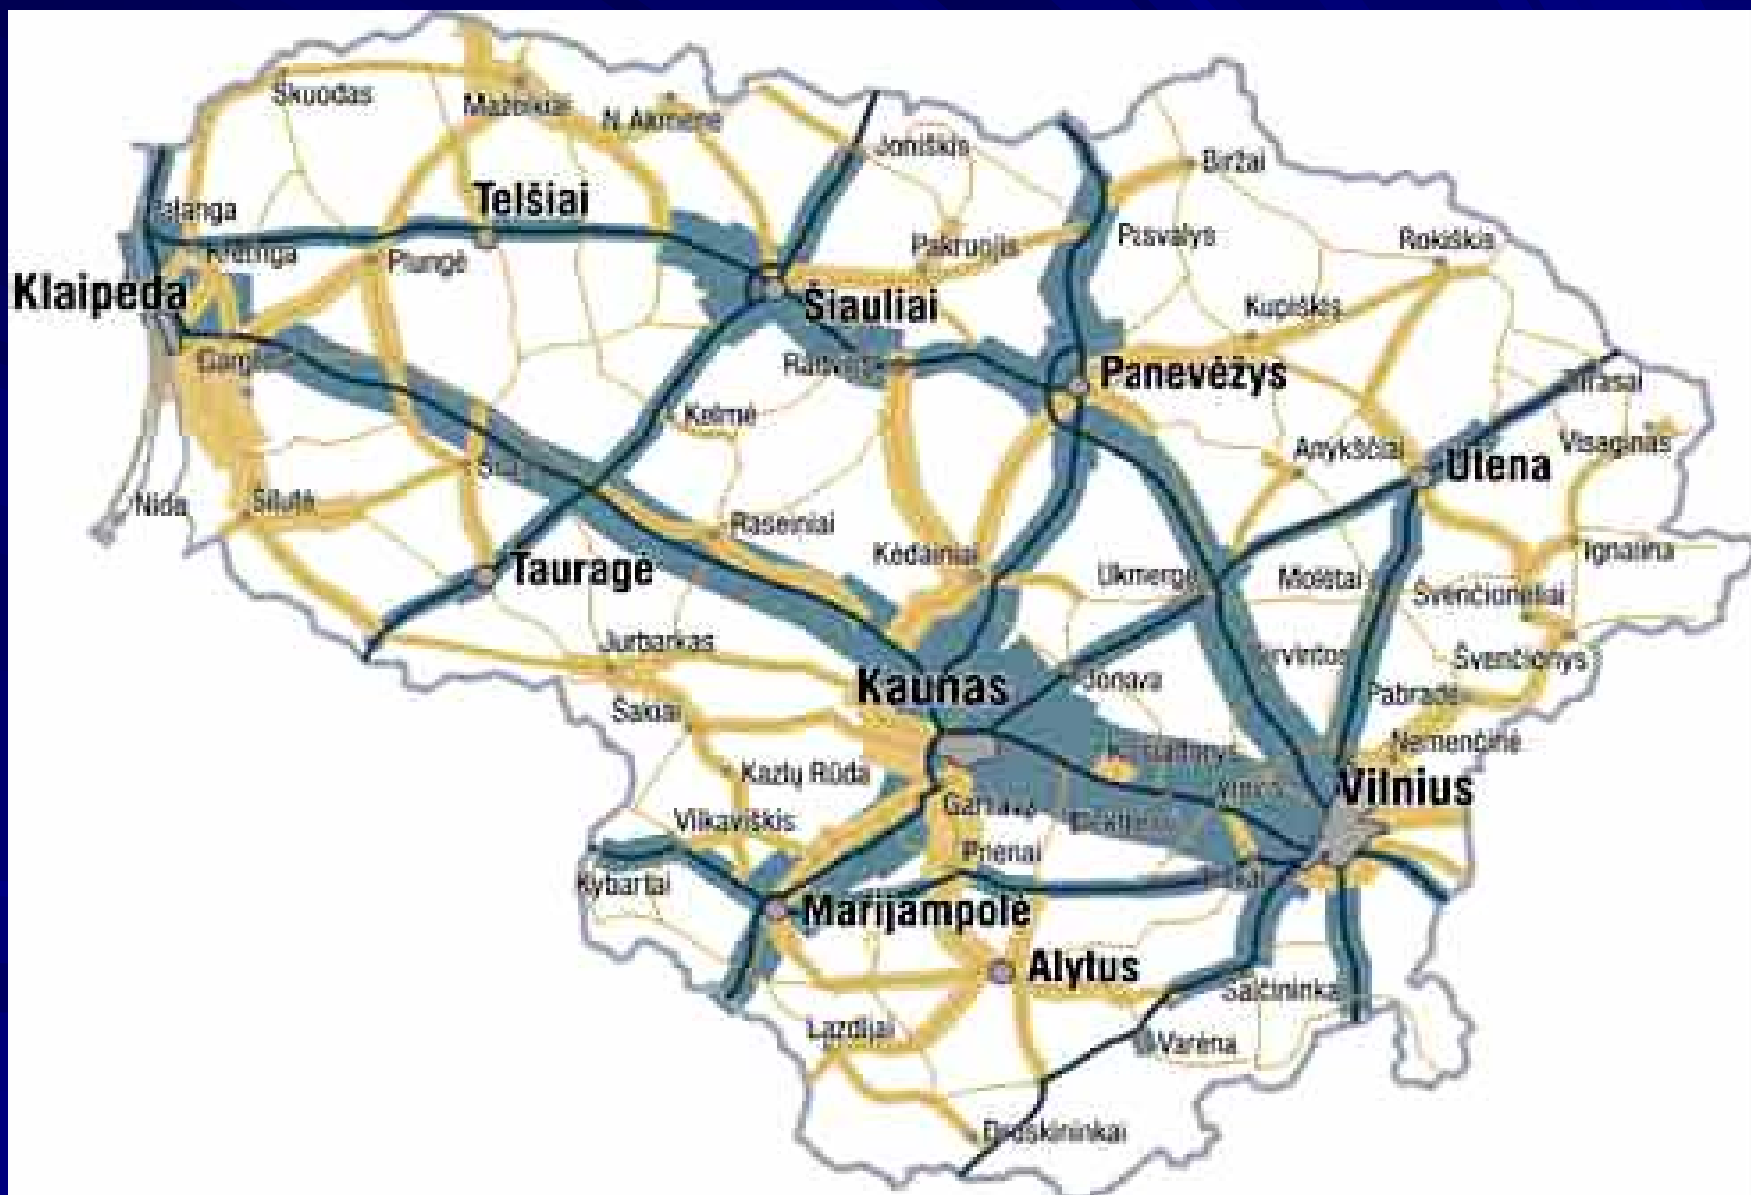 Skuodas
Mažeikiai
N.Akmenė
Joniškis
Biržai
Telšiai
Palanga
Kretinga
Plungė
Pakruojis
Pasvalys
Rokiškis
Klaipėda
Šiauliai
Kupiškis
Panevėžys
Kelmė
Anykščiai
Visaginas
Utena
Nida
Šilutė
Raseiniai
Kėdainiai
Tauragė
Ukmergė
Molėtai
Ignalina
Švenčionėliai
Jurbarkas
Švenčionys
Kaunas
Jonava
Pabradė
Šakiai
Nemenčinė
Kazlų Rūda
Vilnius
Vilkaviškis
Prienai
Kybartai
Marijampolė
Alytus
Lazdijai
Varėna
Druskininkai